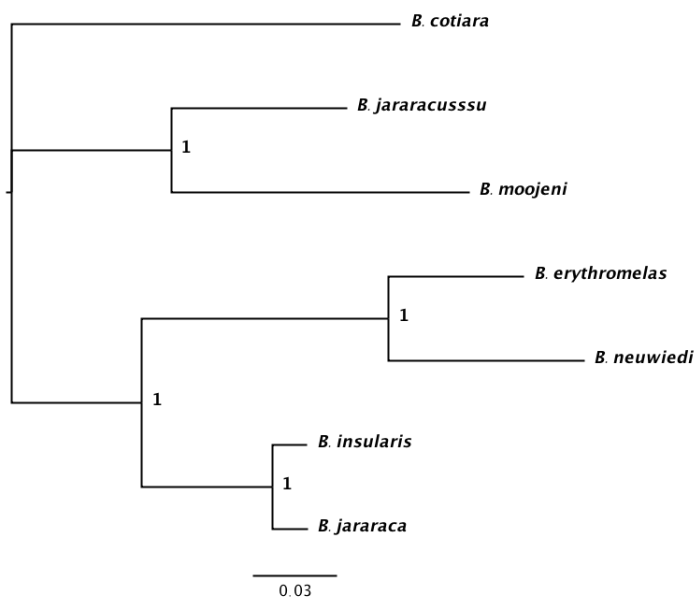 B. cotiara
B. jararacusssu
1
B. moojeni
B. erythromelas
1
B. neuwiedi
1
B. insularis
1
B. jararaca
0.03